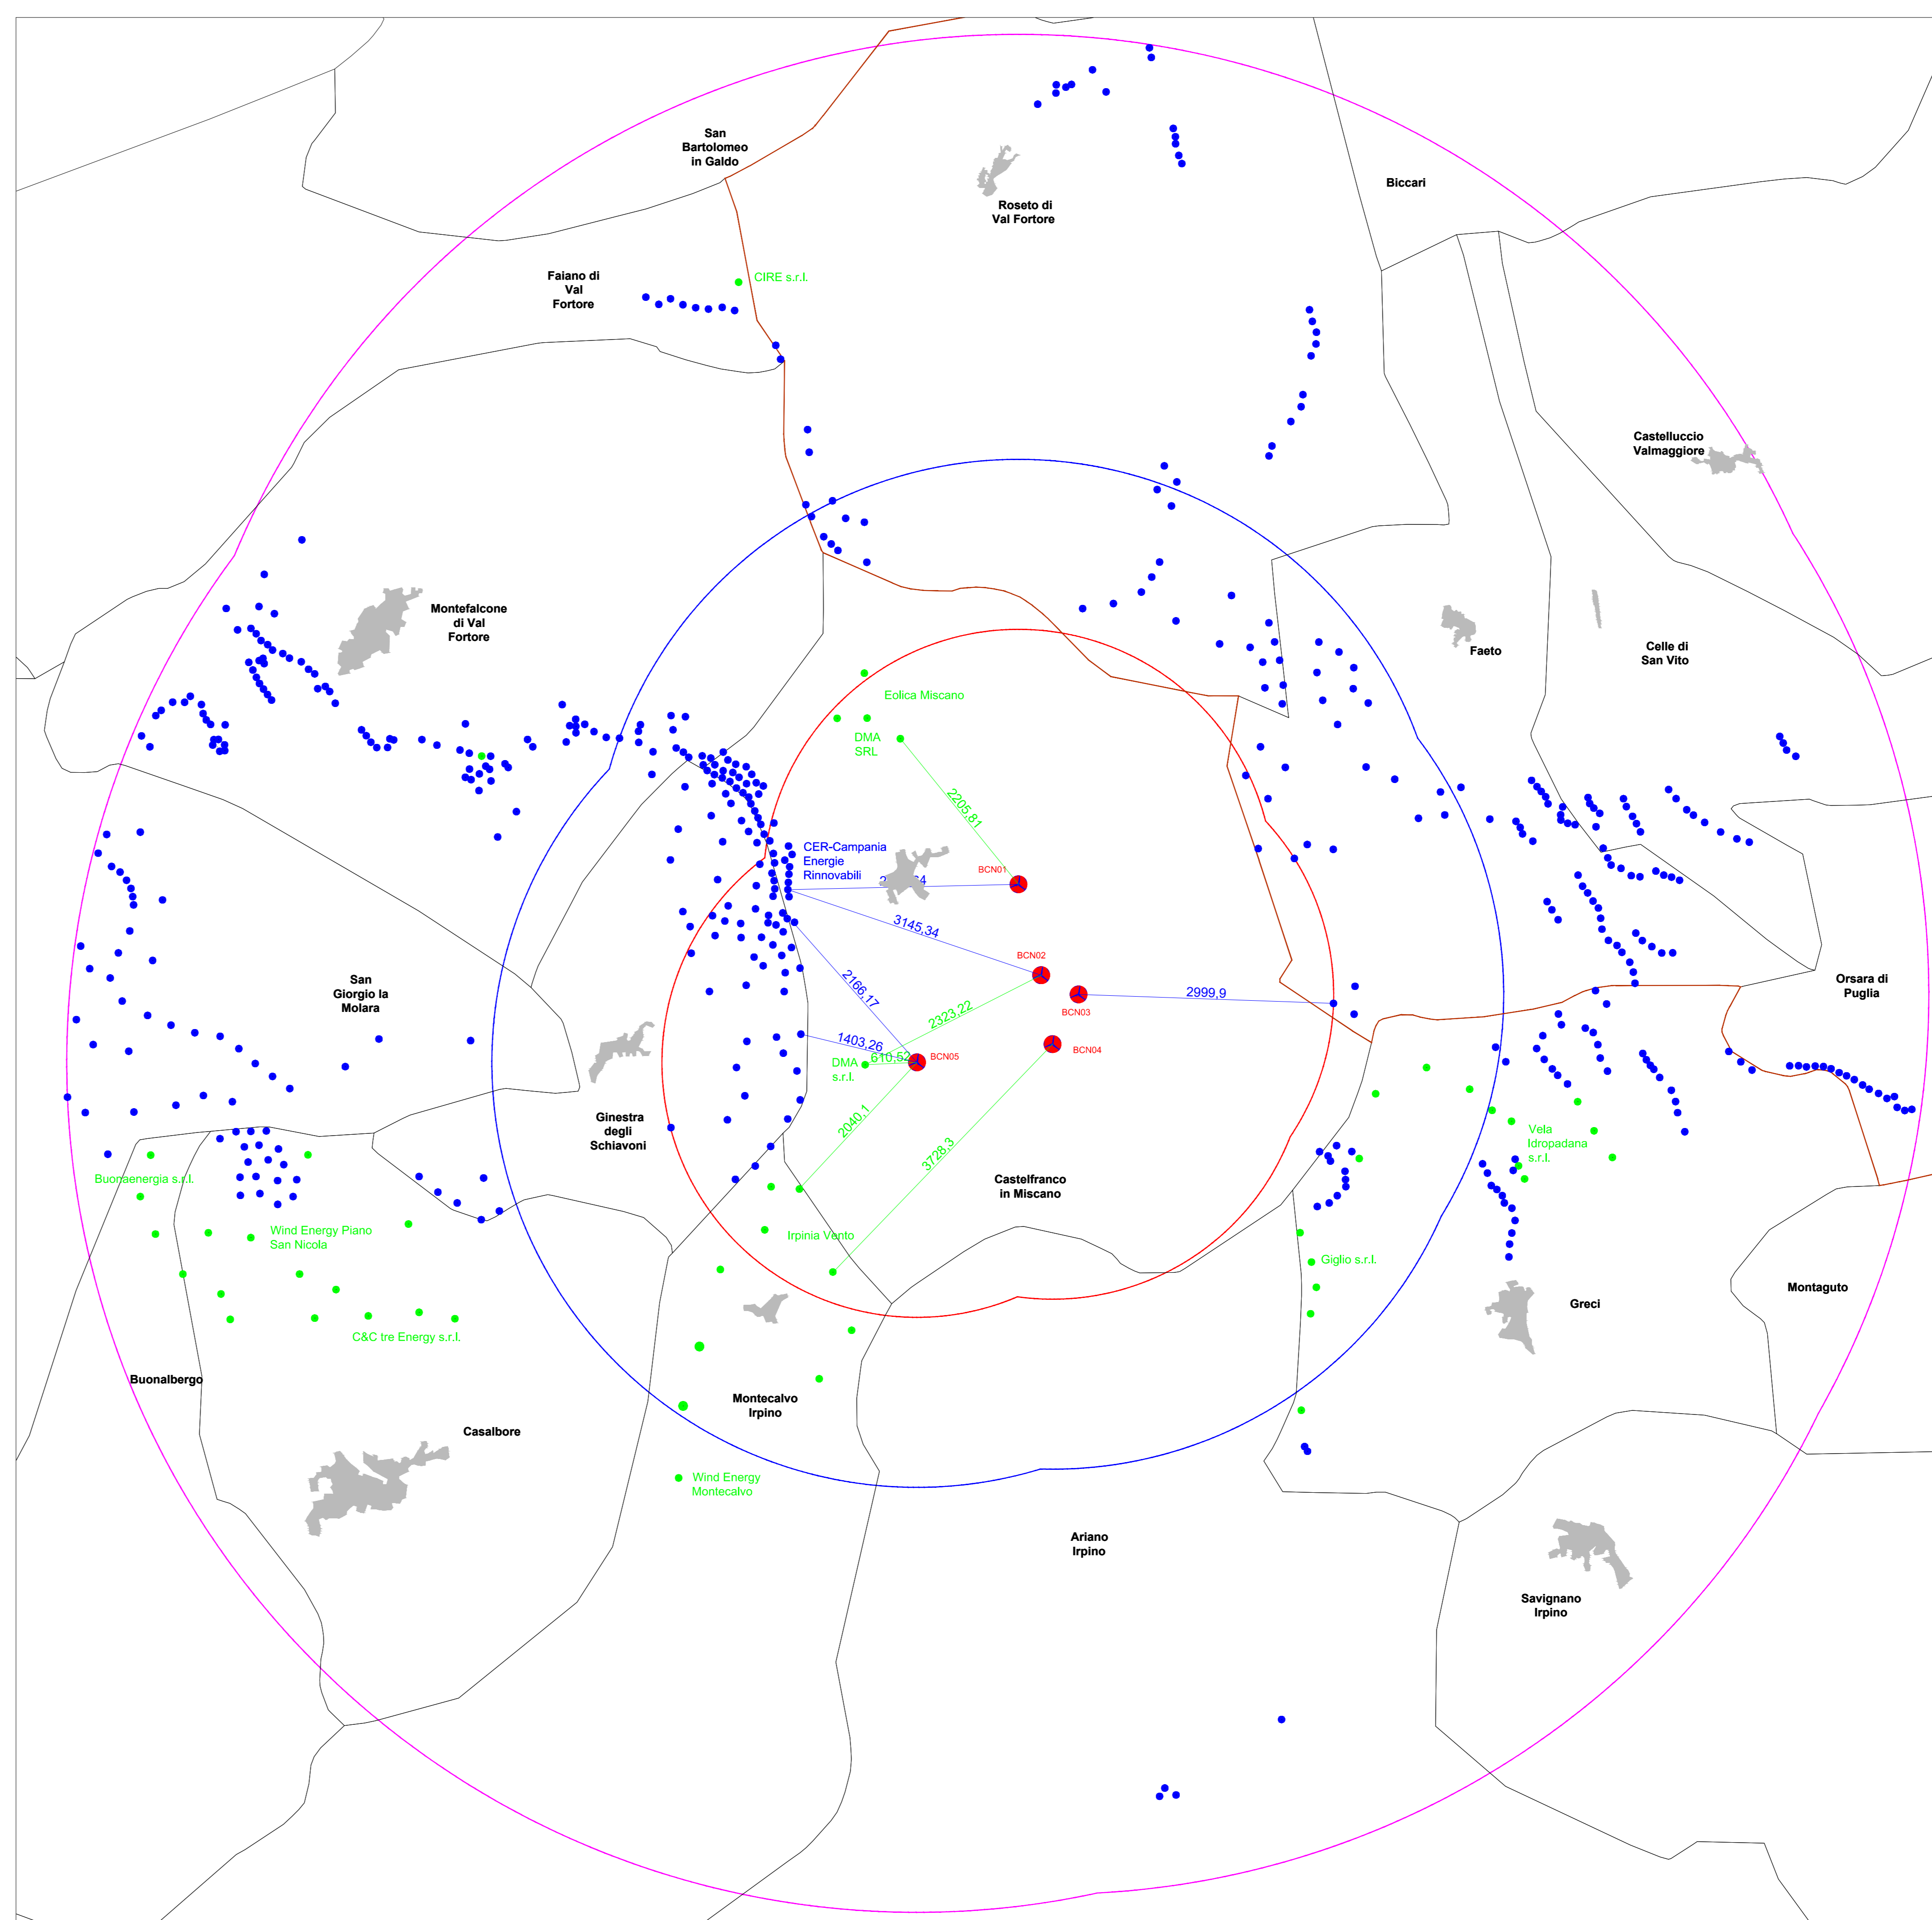 San
Bartolomeo
in Galdo
Roseto di
Val Fortore
Biccari
Faiano di
Val
Fortore
CIRE s.r.l.
Castelluccio
Valmaggiore
Montefalcone
di Val
Fortore
Faeto
Celle di
San Vito
Eolica Miscano
DMA
SRL
2205,81
CER-Campania
Energie
Rinnovabili
BCN01
3145,34
BCN02
2166,17
2999,9
BCN03
San
Giorgio la
Molara
Orsara di
Puglia
2323,22
1403,26
BCN04
610,52
BCN05
DMA
s.r.l.
Ginestra
degli
Schiavoni
2040,1
3728,3
Vela
Idropadana
s.r.l.
Buonaenergia s.r.l.
Castelfranco
in Miscano
Wind Energy Piano
San Nicola
Irpinia Vento
Giglio s.r.l.
Montaguto
Greci
C&C tre Energy s.r.l.
Buonalbergo
Montecalvo
Irpino
Casalbore
Wind Energy
Montecalvo
Ariano
Irpino
Savignano
Irpino